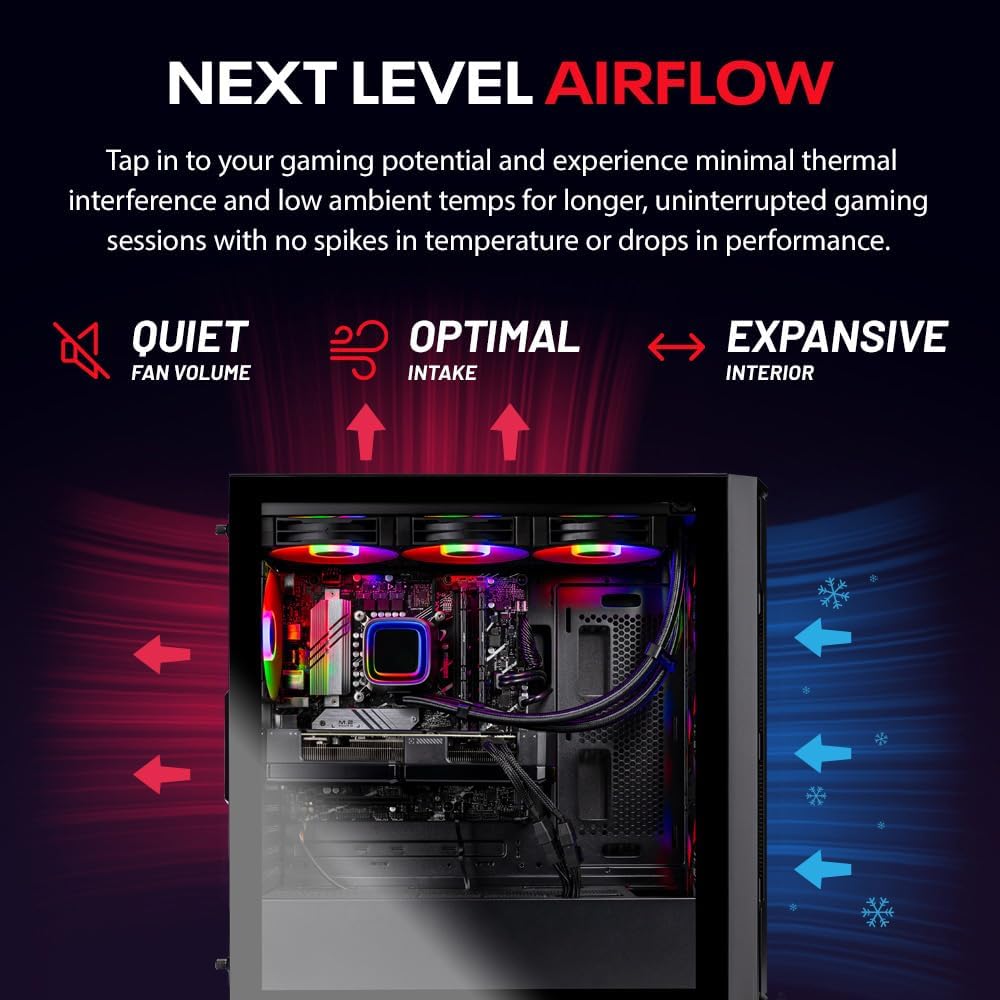 NEXT LEVEL AIRFLOW
Tap in to your gaming potential and experience minimal thermal
interference and low ambient temps for longer, uninterrupted gaming
sessions with no spikes in temperature or drops in performance.
QUIET
FAN VOLUME
OPTIMAL
INTAKE
EXPANSIVE
INTERIOR
M.2